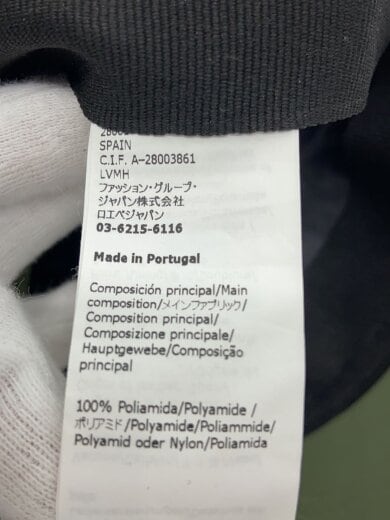 SPAIN
C.I.F. A-28003861
LVMH
ファッション・グループ・
ジャパン株式会社
ロエベジャパン
03-6215-6116
Made in Portugal
Composición principal/Main
composition/メインファブリック/
Composition principal/
Composizione principale/
Hauptgewebe/Composição
principal
100% Poliamida/Polyamide /
ポリアミド/Polyamide/Poliammide/
Polyamid oder Nylon/Poliamida